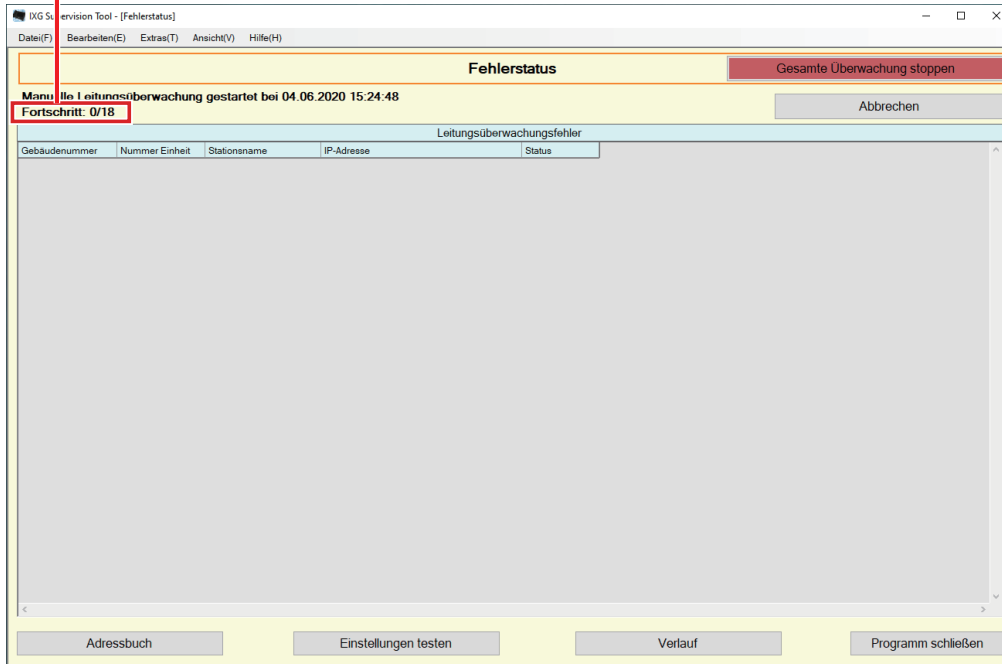 IXG Supervision Tool - [Fehlerstatus]
Datei(F) Bearbeiten(E) Extras(T) Ansicht(V) Hilfe(H)
Fehlerstatus
Gesamte Überwachung stoppen
Manuelle Leitungsüberwachung gestartet bei 04.06.2020 15:24:48
Fortschritt: 0/18
Abbrechen
Leitungsüberwachungsfehler
Gebäudenummer Nummer Einheit Stationsname IP-Adresse Status
Adressbuch Einstellungen testen Verlauf Programm schließen